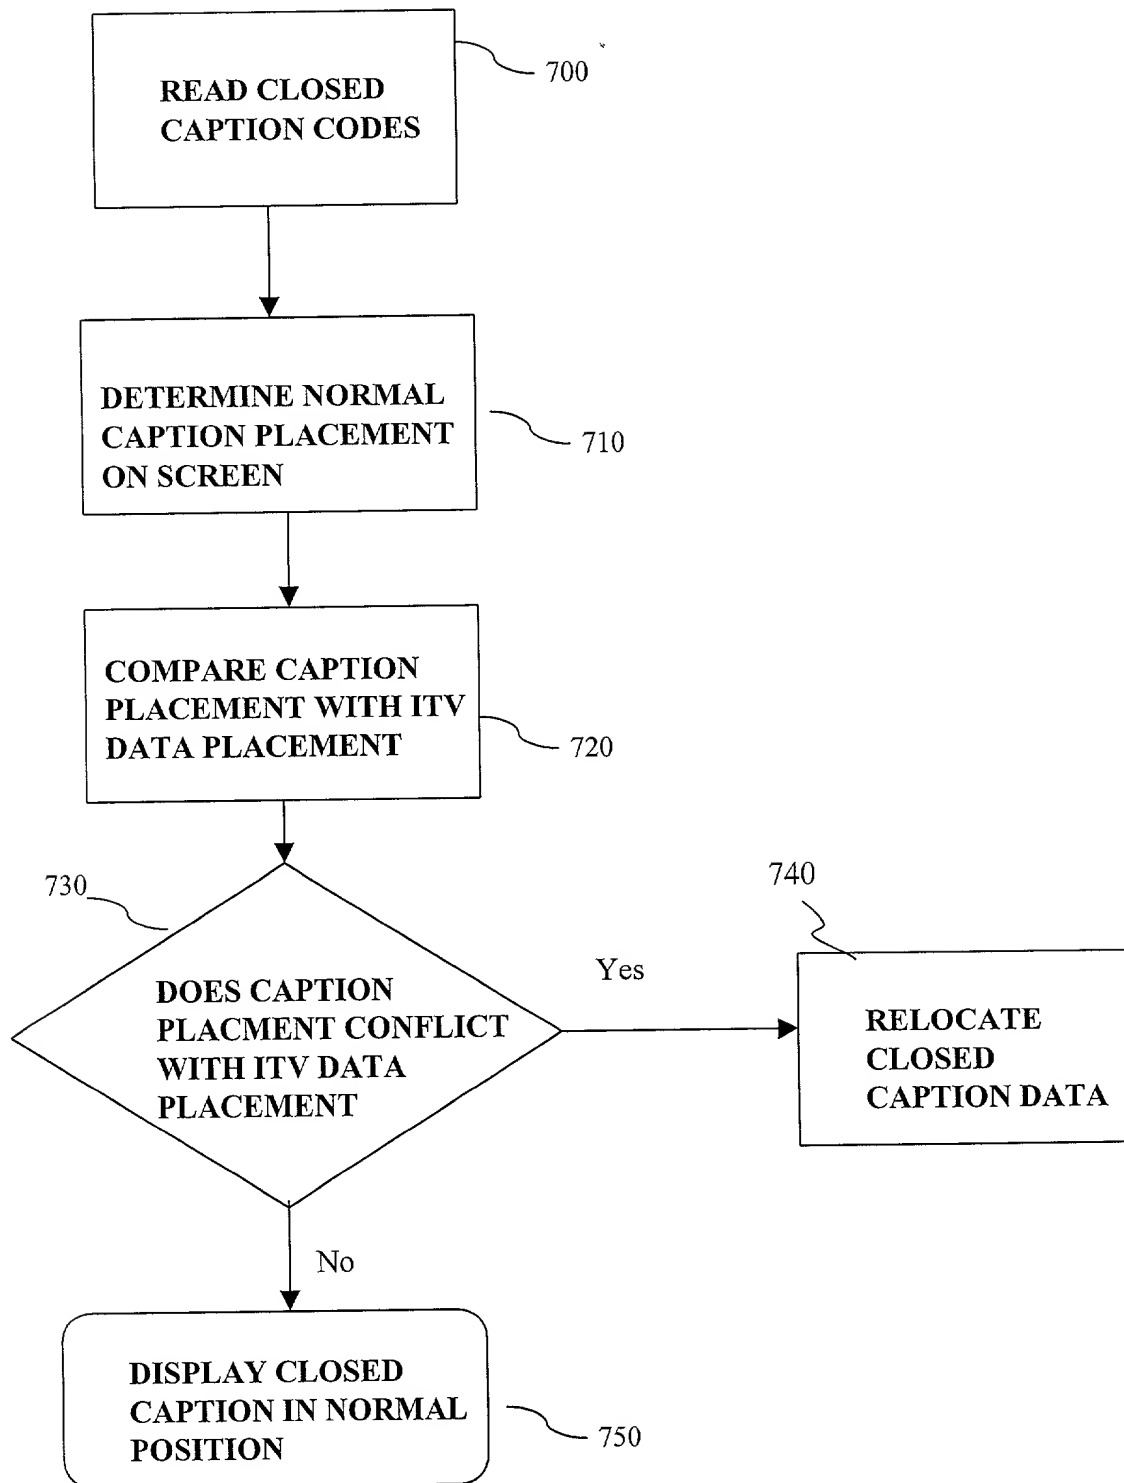 READ CLOSED
CAPTION CODES
700
DETERMINE NORMAL
CAPTION PLACEMENT
ON SCREEN
710
COMPARE CAPTION
PLACEMENT WITH ITV
DATA PLACEMENT
720
730
DOES CAPTION
PLACMENT CONFLICT
WITH ITV DATA
PLACEMENT
Yes
740
RELOCATE
CLOSED
CAPTION DATA
No
DISPLAY CLOSED
CAPTION IN NORMAL
POSITION
750